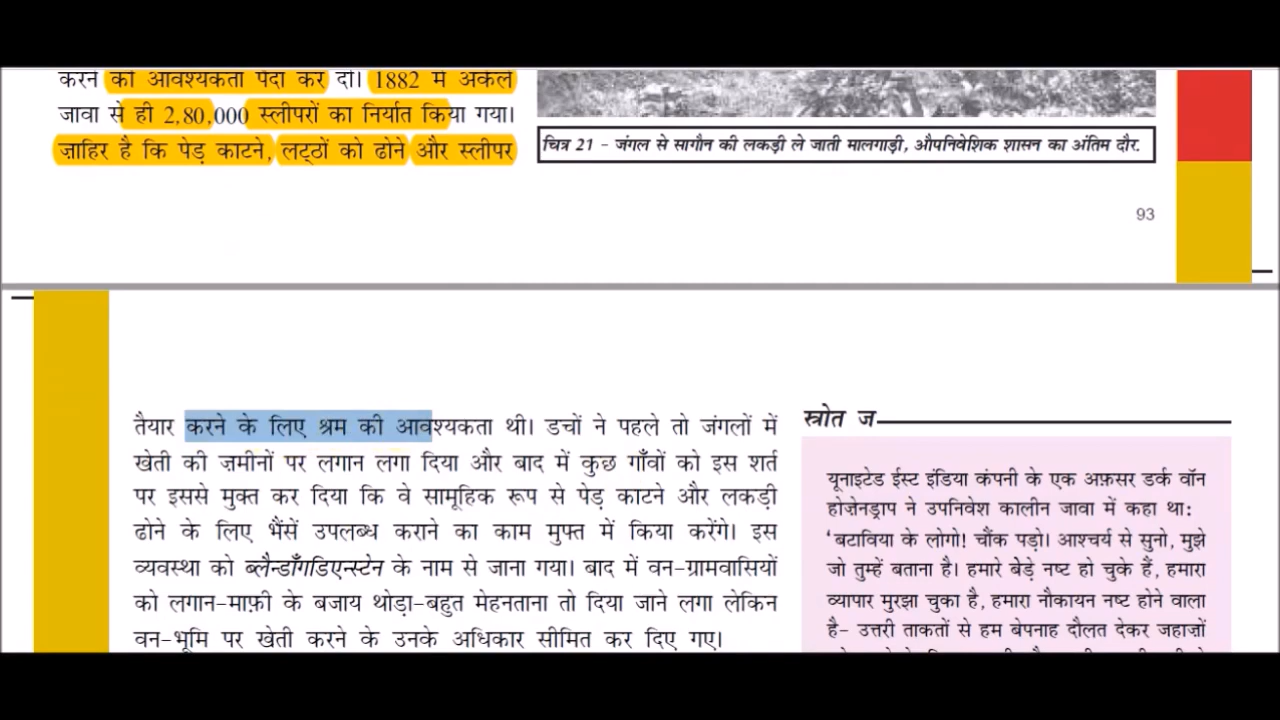 करने की आवश्यकता पैदा कर दी। 1882 में अकेले
जावा से ही 2,80,000 स्लीपरों का निर्यात किया गया।
ज़ाहिर है कि पेड़ काटने, लट्ठों को ढोने और स्लीपर
चित्र 21 - जंगल से सागौन की लकड़ी ले जाती मालगाड़ी, औपनिवेशिक शासन का अंतिम दौर.
93
तैयार करने के लिए श्रम की आवश्यकता थी। डचों ने पहले तो जंगलों में
खेती की ज़मीनों पर लगान लगा दिया और बाद में कुछ गाँवों को इस शर्त
पर इससे मुक्त कर दिया कि वे सामूहिक रूप से पेड़ काटने और लकड़ी
ढोने के लिए भैंसें उपलब्ध कराने का काम मुफ्त में किया करेंगे। इस
व्यवस्था को ब्लैन्डाँगडिएन्स्टेन के नाम से जाना गया। बाद में वन-ग्रामवासियों
को लगान-माफ़ी के बजाय थोड़ा-बहुत मेहनताना तो दिया जाने लगा लेकिन
वन-भूमि पर खेती करने के उनके अधिकार सीमित कर दिए गए।
स्रोत ज
यूनाइटेड ईस्ट इंडिया कंपनी के एक अफ़सर डर्क वॉन
होज़ेनड्राप ने उपनिवेश कालीन जावा में कहा था:
'बटाविया के लोगो! चौंक पड़ो। आश्चर्य से सुनो, मुझे
जो तुम्हें बताना है। हमारे बेड़े नष्ट हो चुके हैं, हमारा
व्यापार मुरझा चुका है, हमारा नौकायन नष्ट होने वाला
है- उत्तरी ताकतों से हम बेपनाह दौलत देकर जहाज़ों